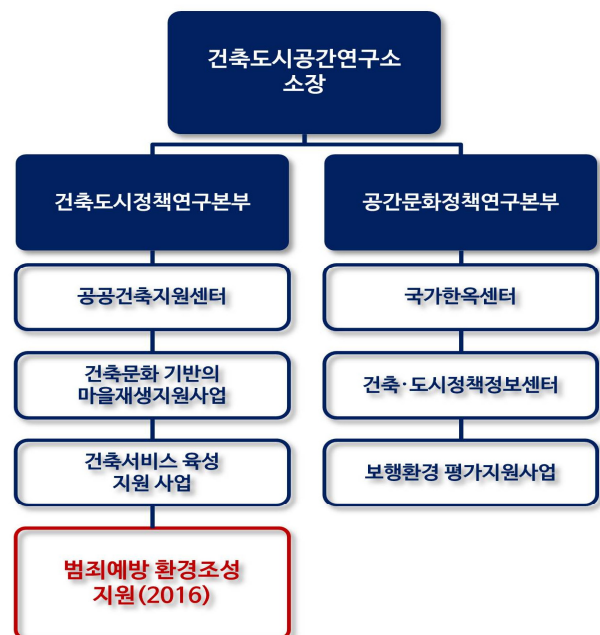 건축도시공간연구소
소장
건축도시정책연구본부
공간문화정책연구본부
공공건축지원센터
국가한옥센터
건축문화 기반의
마을재생지원사업
건축·도시정책정보센터
건축서비스 육성
지원 사업
보행환경 평가지원사업
범죄예방 환경조성
지원(2016)